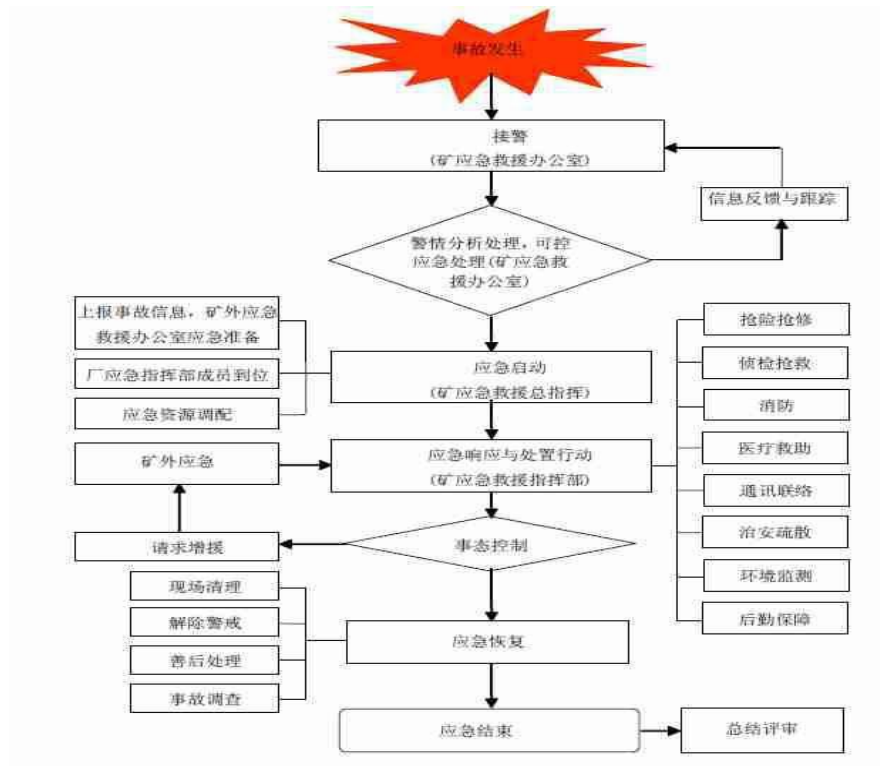 事故发生
接警
(矿应急救援办公室)
信息反馈与跟踪
警情分析处理，可控
应急处理(矿应急救
援办公室)
上报事故信息，矿外应急
救援办公室应急准备
厂应急指挥部成员到位
应急资源调配
应急启动
(矿应急救援总指挥)
抢险抢修
侦检抢救
消防
医疗救助
通讯联络
治安疏散
环境监测
后勤保障
矿外应急
应急响应与处置行动
(矿应急救援指挥部)
请求增援
事态控制
现场清理
解除警戒
善后处理
事故调查
应急恢复
应急结束
总结评审